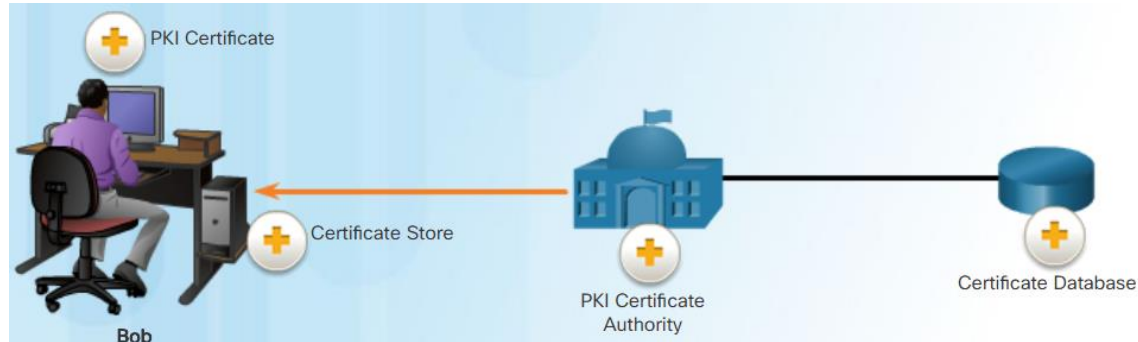 PKI Certificate
Certificate Store
PKI Certificate
Authority
Certificate Database
Bob